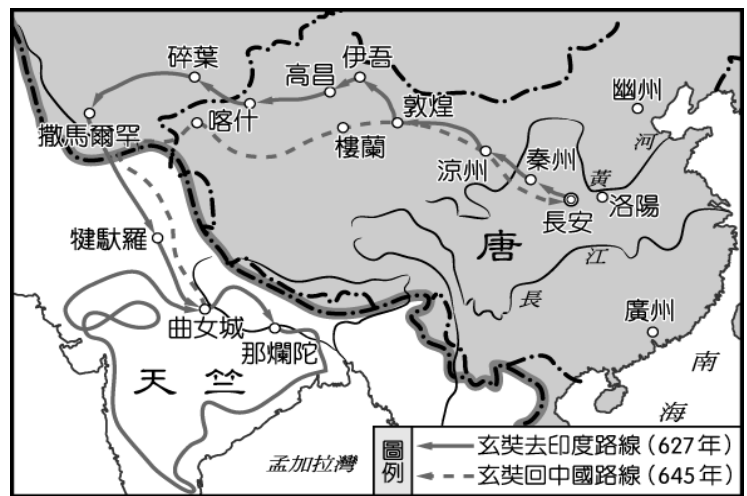 碎葉
伊吾
高昌
幽州
敦煌
喀什
撒馬爾罕
樓蘭
河
涼州
秦州
黃
洛陽
長安
犍馱羅
唐
江
長
曲女城
廣州
那爛陀
天竺
南
海
孟加拉灣
圖例
玄奘去印度路線(627年)
玄奘回中國路線(645年)